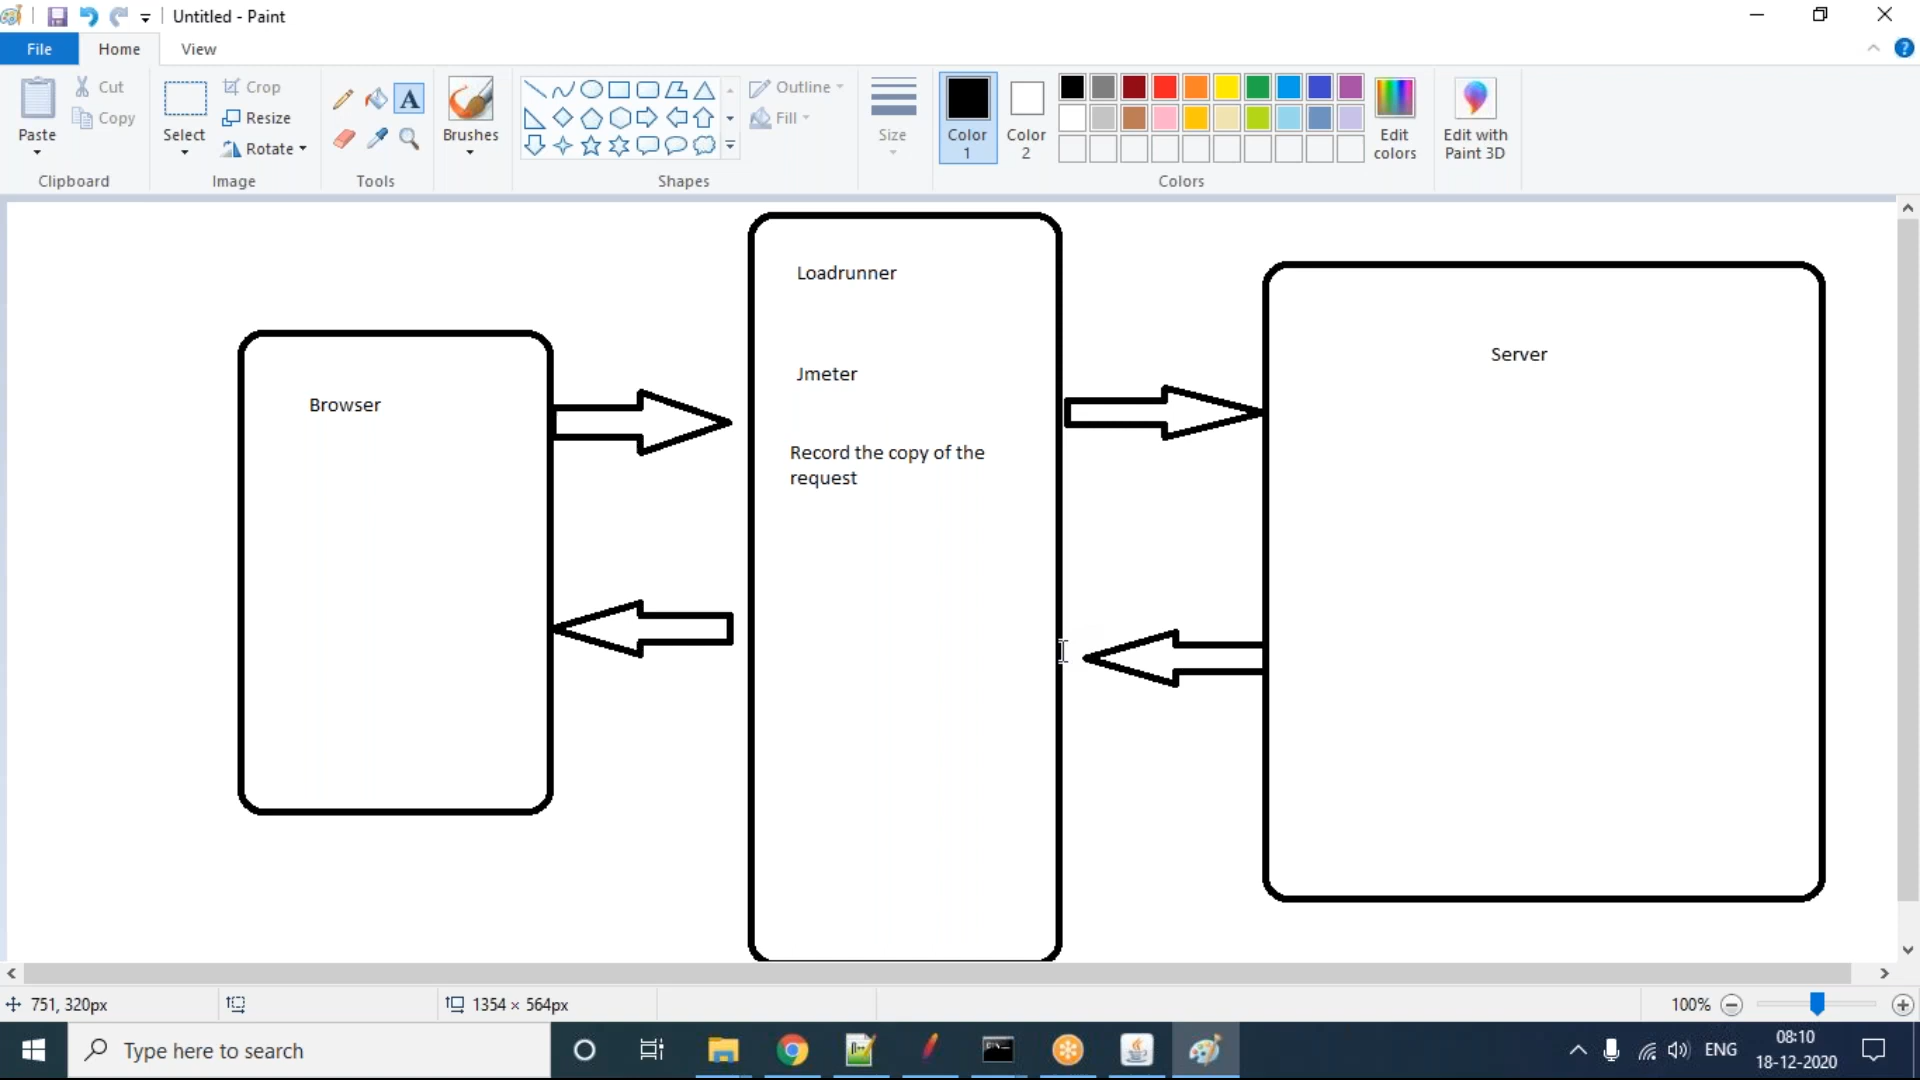 Untitled - Paint
File
Home
View
Paste
Cut
Copy
Clipboard
Select
Crop
Resize
Rotate
Image
A
Tools
Brushes
Shapes
Outline
Fill
Size
Color
1
Color
2
Colors
Edit
colors
Edit with
Paint 3D
Loadrunner
Jmeter
Record the copy of the
request
Browser
Server
751, 320px
1354 × 564px
100%
Type here to search
ENG
08:10
18-12-2020